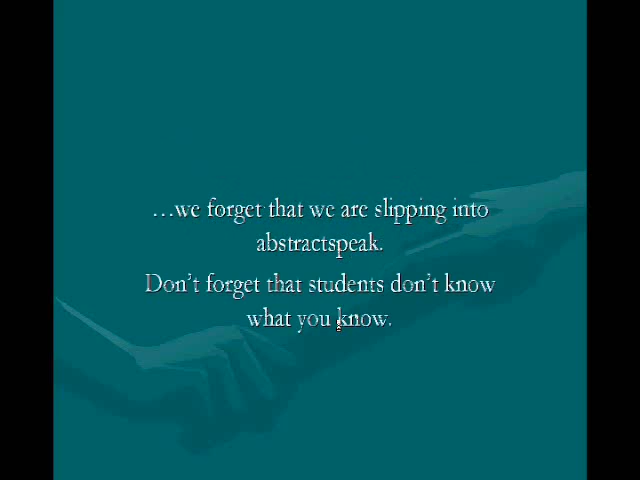 …we forget that we are slipping into
abstractspeak.
Don't forget that students don't know
what you know.